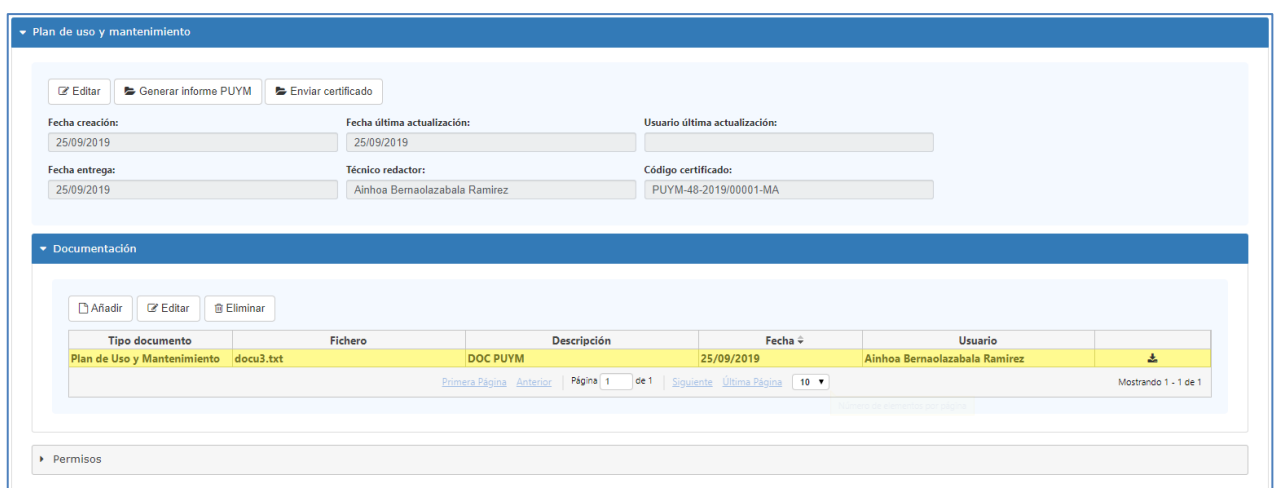 Plan de uso y mantenimiento
Editar Generar informe PUYM Enviar certificado
Fecha creación: Fecha última actualización: Usuario última actualización:
25/09/2019 25/09/2019
Fecha entrega: Técnico redactor: Código certificado:
25/09/2019 Ainhoa Bernaolazabala Ramirez PUYM-48-2019/00001-MA
Documentación
Añadir Editar Eliminar
Tipo documento Fichero Descripción Fecha Usuario
Plan de Uso y Mantenimiento docu3.txt DOC PUYM 25/09/2019 Ainhoa Bernaolazabala Ramirez
Primera Página Anterior Página 1 de 1 Siguiente Última Página 10 Mostrando 1 - 1 de 1
Permisos